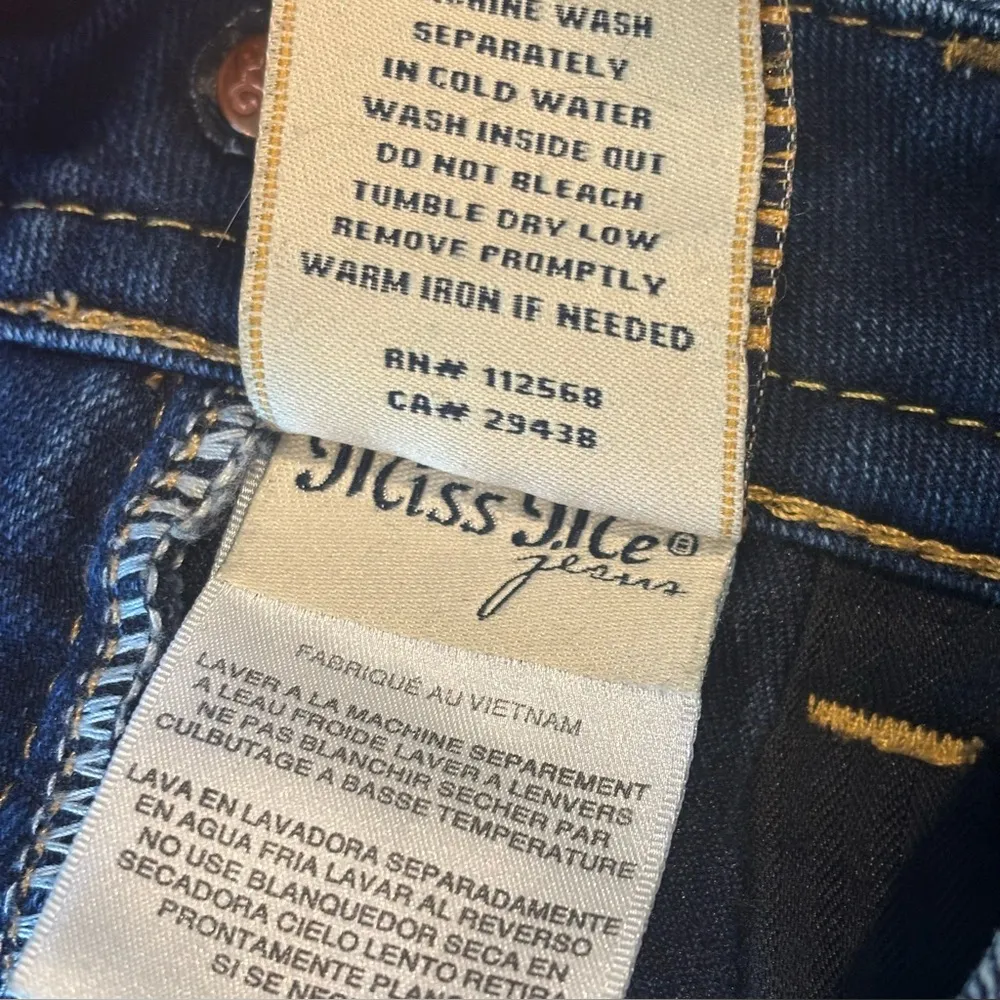 WASH
SEPARATELY
IN COLD WATER
WASH INSIDE OUT
DO NOT BLEACH
TUMBLE DRY LOW
REMOVE PROMPTLY
WARM IRON IF NEEDED
RN# 112568
CA# 29438
Miss Me®
jeans
FABRIQUÉ AU VIETNAM
LAVER A LA MACHINE SEPAREMENT
A LEAU FROIDE LAVER A LENVERS
NE PAS BLANCHIR SECHER PAR
CULBUTAGE A BASSE TEMPERATURE
LAVA EN LAVADORA SEPARADAMENTE
EN AGUA FRIA LAVAR AL REVERSO
NO USE BLANQUEDOR SECA EN
SECADORA CIELO LENTO RETIRA
PRONTAMENTE
SI SE